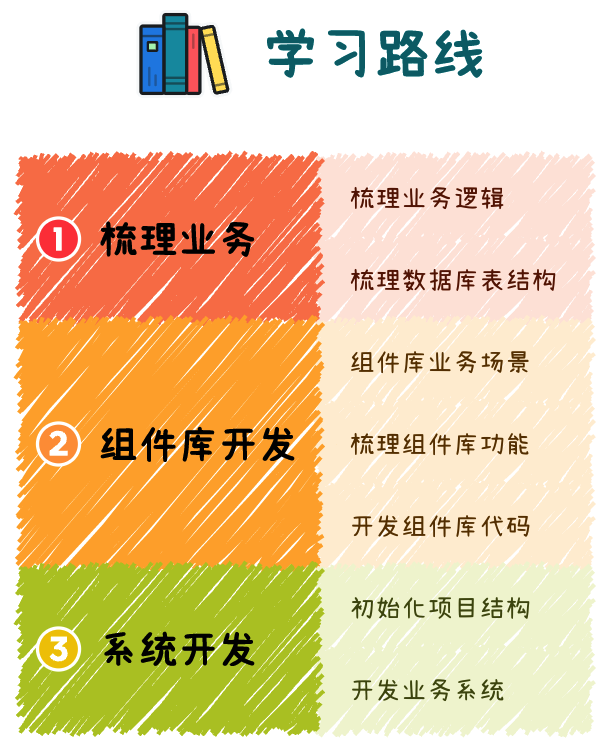 学习路线
1 梳理业务
梳理业务逻辑
梳理数据库表结构
2 组件库开发
组件库业务场景
梳理组件库功能
开发组件库代码
3 系统开发
初始化项目结构
开发业务系统